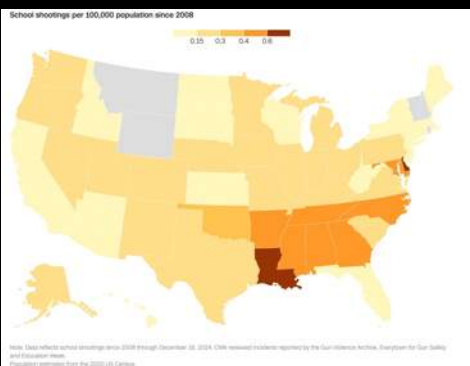 School shootings per 100,000 population since 2008
0.15 0.3 0.4 0.6
Note: Data reflects school shootings since 2008 through December 16, 2024. CNN reviewed incidents reported by the Gun Violence Archive, Everytown for Gun Safety
and Education Week.
Population estimates from the 2020 US Census.